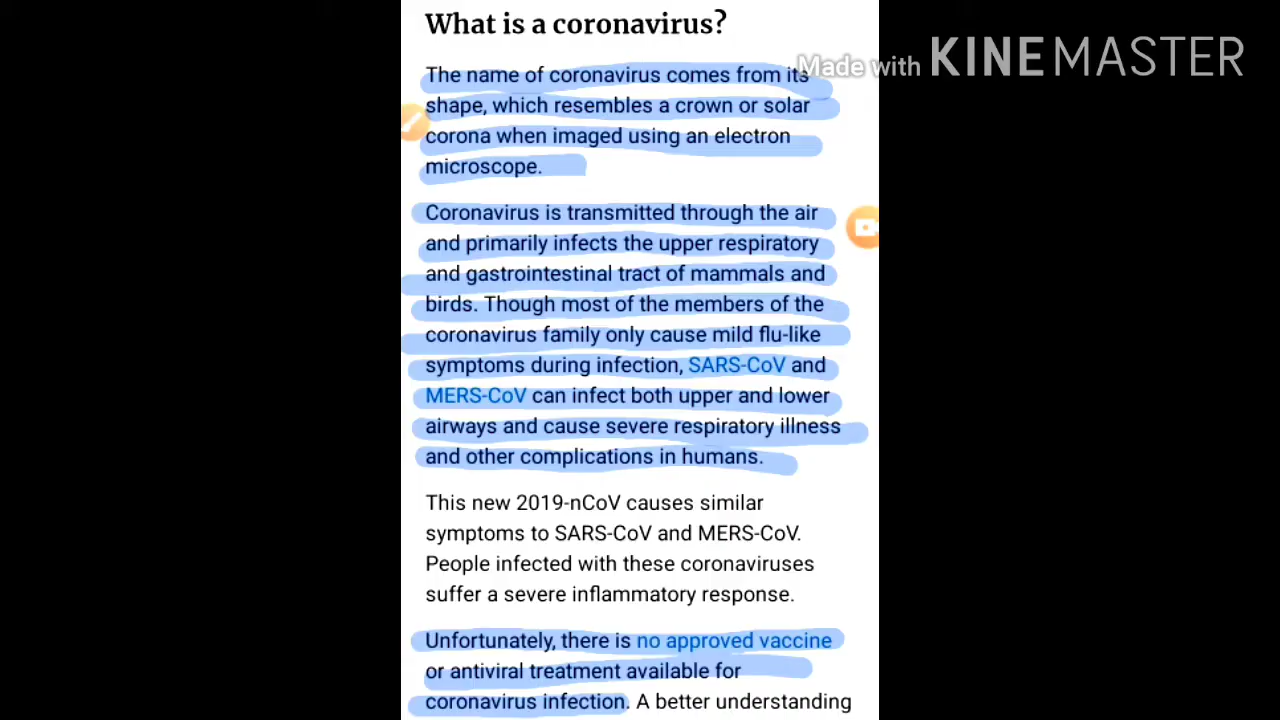 What is a coronavirus?
Made with KINEMASTER
The name of coronavirus comes from its
shape, which resembles a crown or solar
corona when imaged using an electron
microscope.
Coronavirus is transmitted through the air
and primarily infects the upper respiratory
and gastrointestinal tract of mammals and
birds. Though most of the members of the
coronavirus family only cause mild flu-like
symptoms during infection, SARS-CoV and
MERS-CoV can infect both upper and lower
airways and cause severe respiratory illness
and other complications in humans.
This new 2019-nCoV causes similar
symptoms to SARS-CoV and MERS-CoV.
People infected with these coronaviruses
suffer a severe inflammatory response.
Unfortunately, there is no approved vaccine
or antiviral treatment available for
coronavirus infection. A better understanding